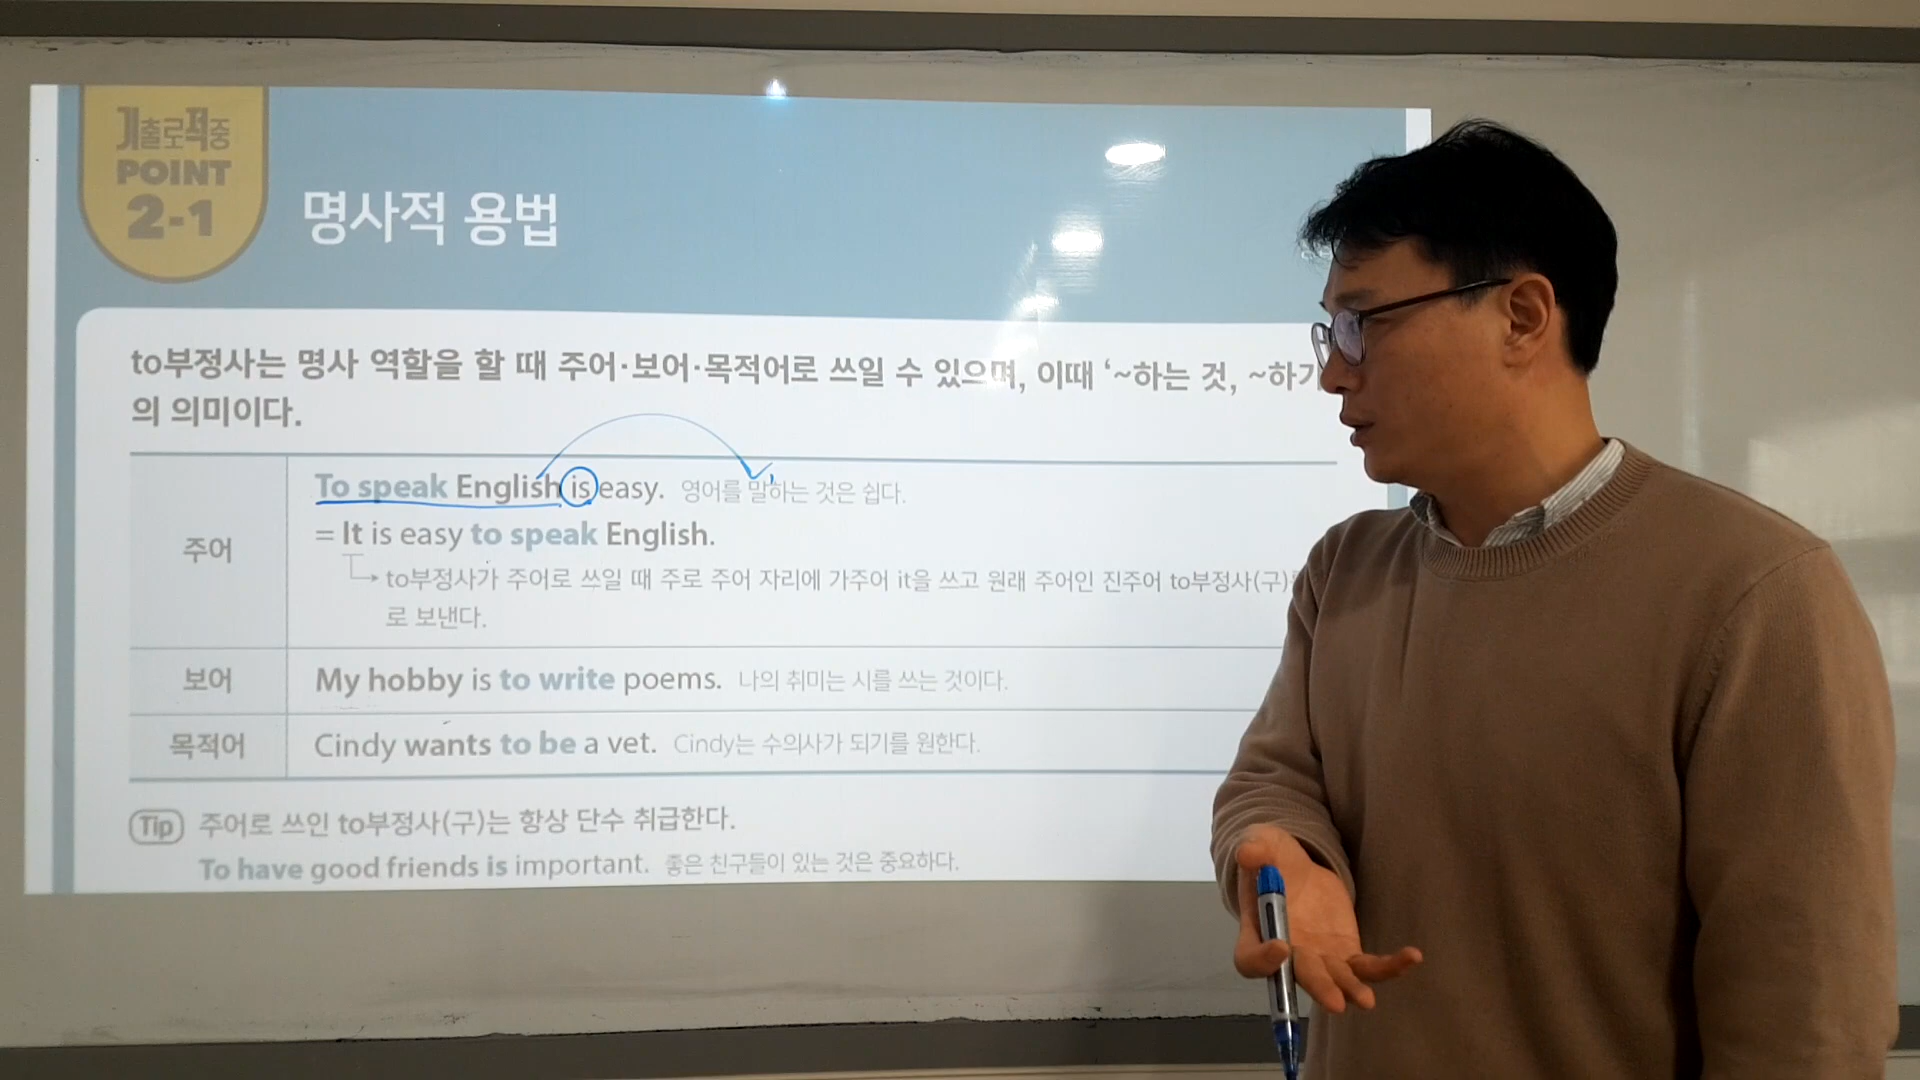 기출로적중
POINT
2-1
명사적 용법
to부정사는 명사 역할을 할 때 주어·보어·목적어로 쓰일 수 있으며, 이때 ‘~하는 것, ~하기
의 의미이다.
주어
To speak English is easy. 영어를 말하는 것은 쉽다.
= It is easy to speak English.
to부정사가 주어로 쓰일 때 주로 주어 자리에 가주어 it을 쓰고 원래 주어인 진주어 to부정사(구)
로 보낸다.
보어
My hobby is to write poems. 나의 취미는 시를 쓰는 것이다.
목적어
Cindy wants to be a vet. Cindy는 수의사가 되기를 원한다.
Tip 주어로 쓰인 to부정사(구)는 항상 단수 취급한다.
To have good friends is important. 좋은 친구들이 있는 것은 중요하다.